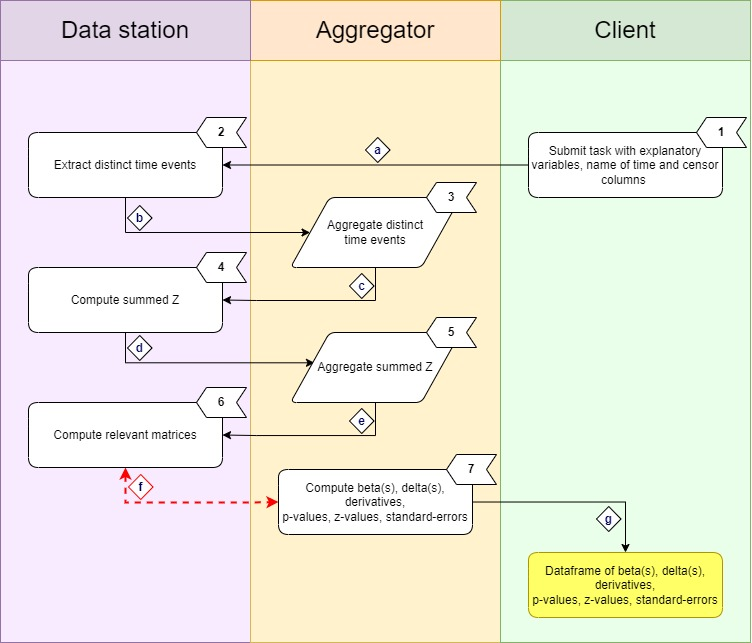 Data station
Aggregator
Client
2
1
a
Extract distinct time events
Submit task with explanatory
variables, name of time and censor
columns
3
b
Aggregate distinct
time events
4
c
Compute summed Z
5
d
Aggregate summed Z
6
e
Compute relevant matrices
7
f
Compute beta(s), delta(s),
derivatives,
p-values, z-values, standard-errors
g
Dataframe of beta(s), delta(s),
derivatives,
p-values, z-values, standard-errors